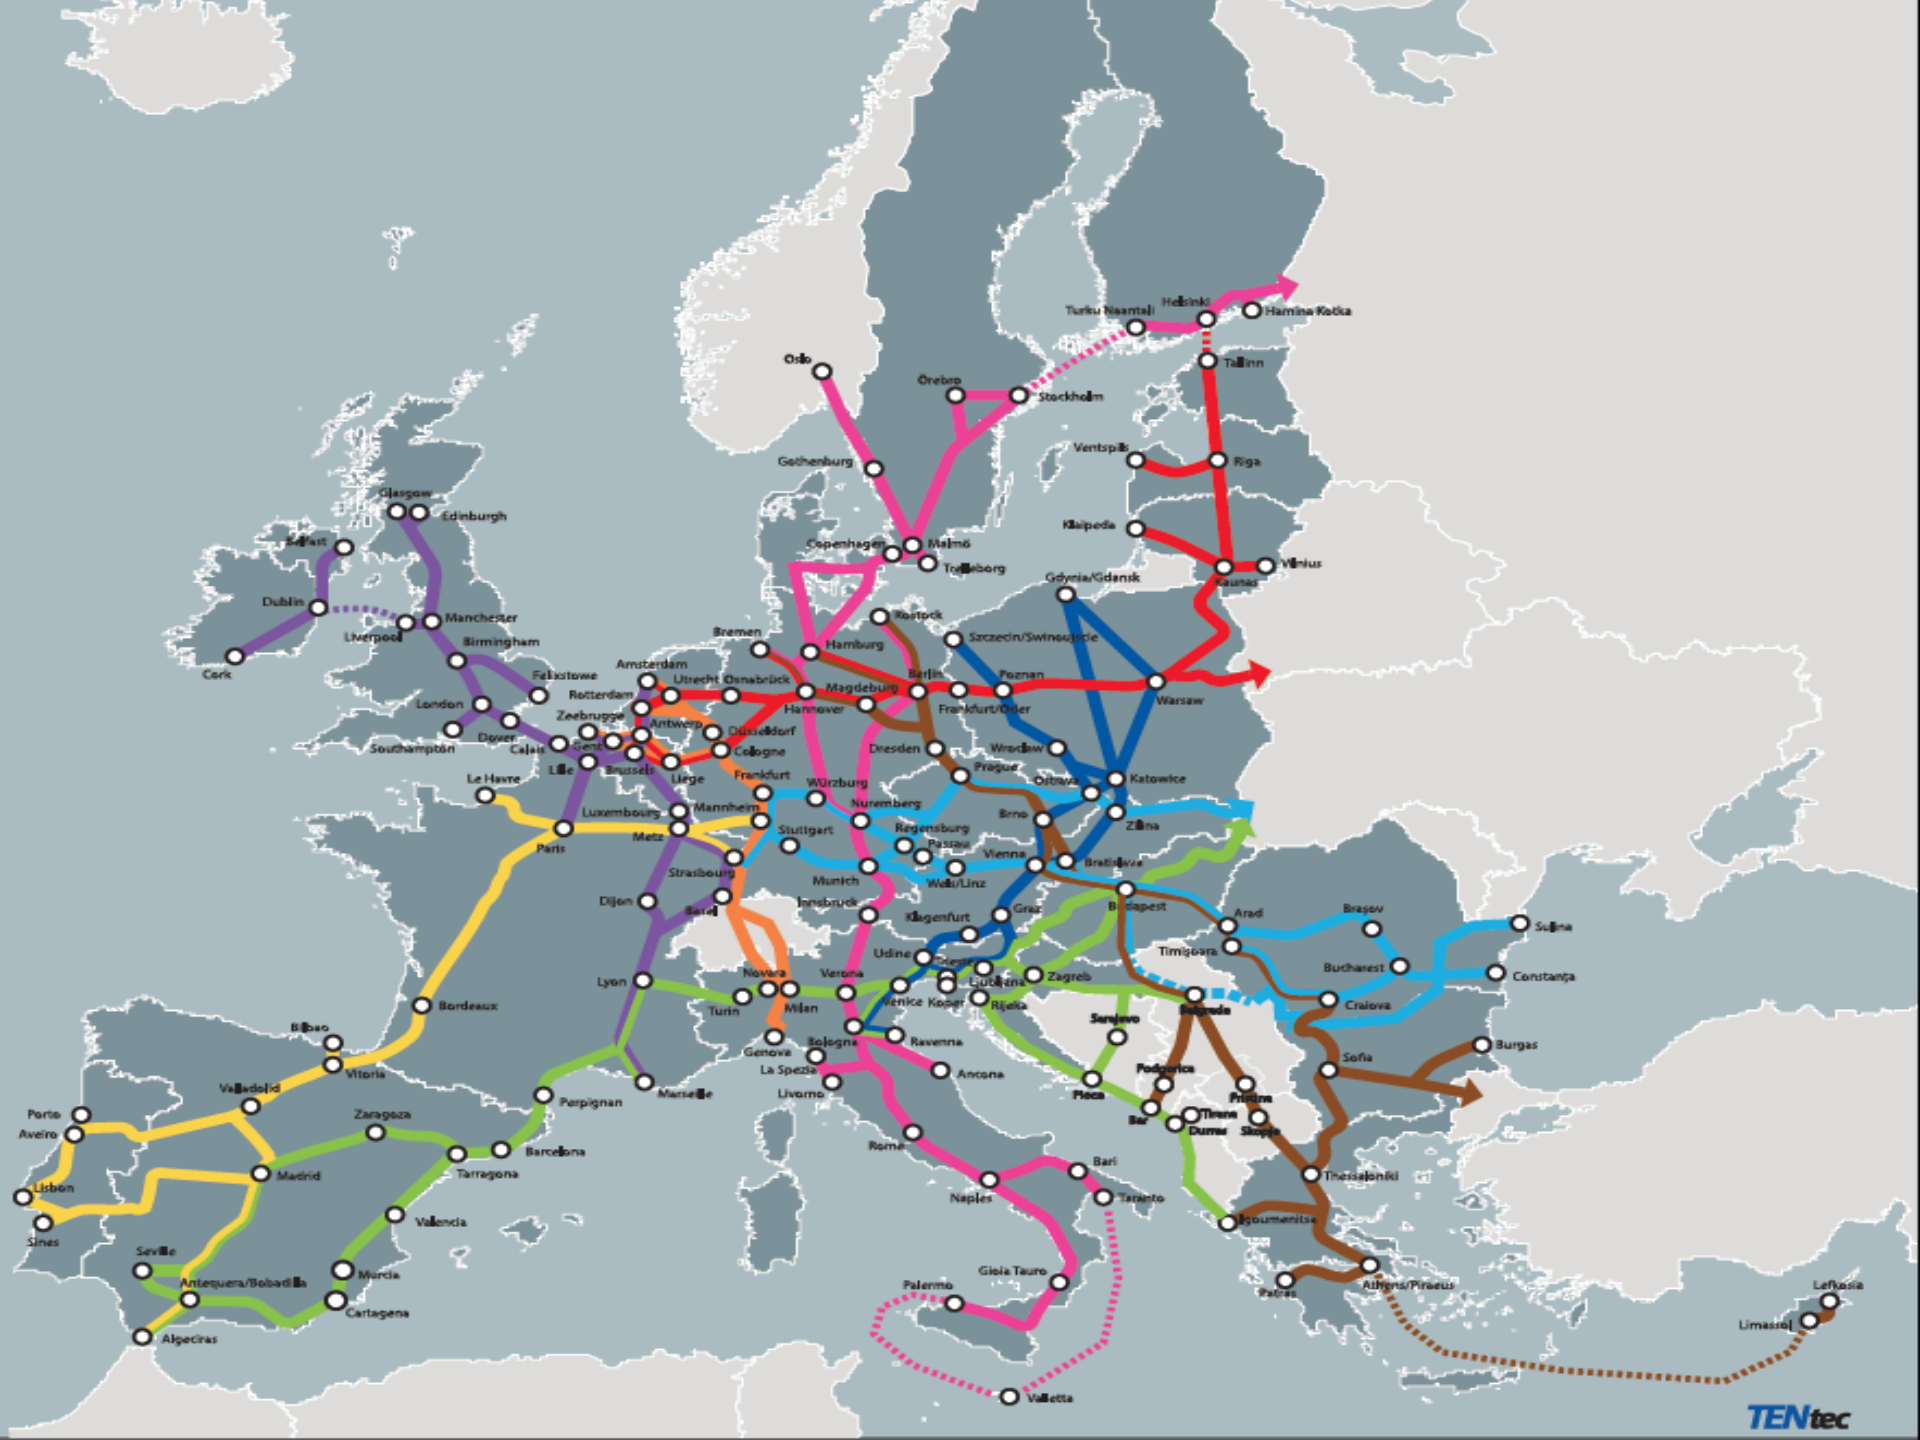 Helsinki
Turku Naantali
Hamina Kotka
Oslo
Tallinn
Örebro
Stockholm
Ventspils
Riga
Gothenburg
Glasgow
Edinburgh
Klaipeda
Belfast
Copenhagen
Malmö
Trelleborg
Vilnius
Kaunas
Gdynia/Gdansk
Dublin
Rostock
Manchester
Liverpool
Bremen
Szczecin/Swinoujscie
Birmingham
Hamburg
Cork
Amsterdam
Felixstowe
Utrecht
Osnabrück
Berlin
Poznan
Rotterdam
Magdeburg
London
Hannover
Frankfurt/Oder
Warsaw
Zeebrugge
Antwerp
Düsseldorf
Dover
Southampton
Calais
Gent
Cologne
Dresden
Wroclaw
Lille
Brussels
Liege
Prague
Le Havre
Frankfurt
Würzburg
Ostrava
Katowice
Luxembourg
Mannheim
Nuremberg
Brno
Zilina
Metz
Stuttgart
Regensburg
Paris
Passau
Vienna
Bratislava
Strasbourg
Munich
Wels/Linz
Dijon
Basel
Innsbruck
Klagenfurt
Graz
Budapest
Arad
Brasov
Sulina
Udine
Trieste
Timişoara
Lyon
Novara
Verona
Ljubljana
Zagreb
Bucharest
Constanţa
Turin
Milan
Venice
Koper
Rijeka
Belgrade
Craiova
Bordeaux
Bilbao
Sarajevo
Genova
Bologna
Ravenna
Burgas
Sofia
Vitoria
La Spezia
Ancona
Podgorica
Valladolid
Marseille
Livorno
Ploce
Pristina
Porto
Zaragoza
Perpignan
Bar
Tirana
Durres
Skopje
Aveiro
Rome
Barcelona
Madrid
Tarragona
Bari
Thessaloniki
Lisbon
Naples
Taranto
Valencia
Igoumenitsa
Sines
Seville
Murcia
Gioia Tauro
Antequera/Bobadilla
Palermo
Athens/Piraeus
Patras
Lefkosia
Cartagena
Limassol
Algeciras
Valletta
TENtec